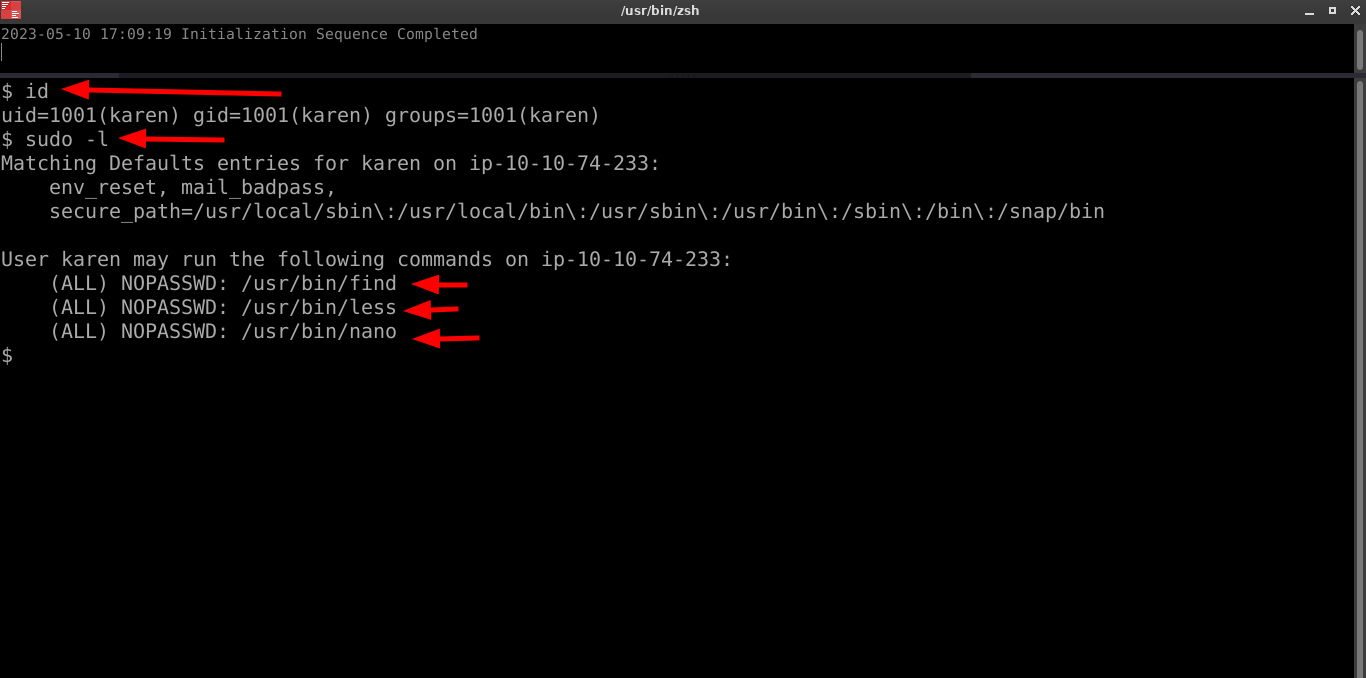 /usr/bin/zsh
2023-05-10 17:09:19 Initialization Sequence Completed
$ id
uid=1001(karen) gid=1001(karen) groups=1001(karen)
$ sudo -l
Matching Defaults entries for karen on ip-10-10-74-233:
    env_reset, mail_badpass,
    secure_path=/usr/local/sbin\:/usr/local/bin\:/usr/sbin\:/usr/bin\:/sbin\:/bin\:/snap/bin

User karen may run the following commands on ip-10-10-74-233:
    (ALL) NOPASSWD: /usr/bin/find
    (ALL) NOPASSWD: /usr/bin/less
    (ALL) NOPASSWD: /usr/bin/nano
$